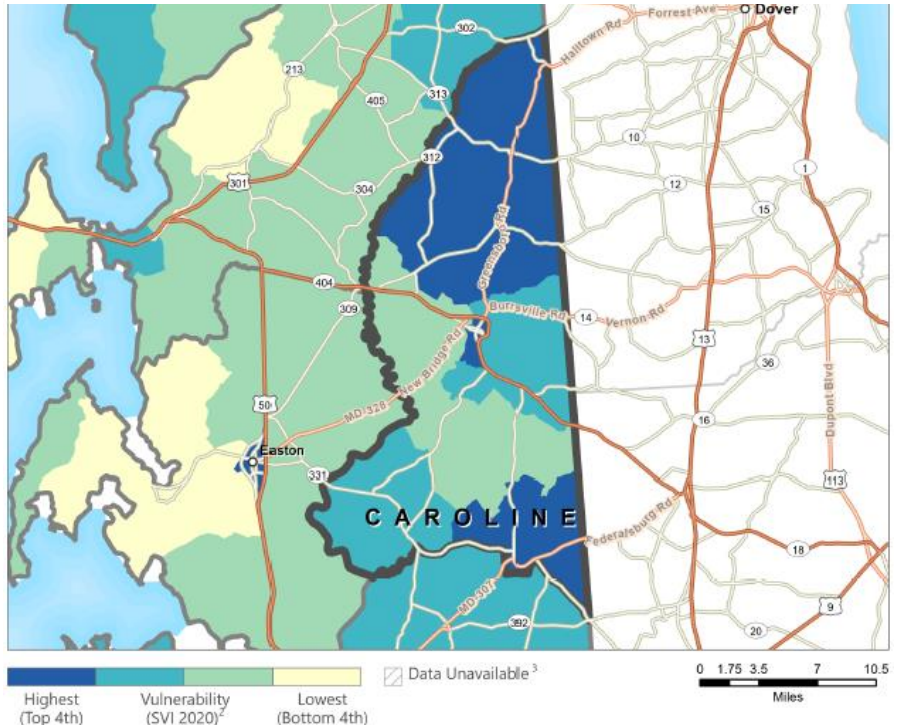 Dover
Forrest Ave
Halltown Rd
302
213
313
405
10
1
312
301
304
12
15
Greensboro Rd
404
309
Burrsville Rd
14
Vernon Rd
13
36
New Bridge Rd
MD-328
50
16
Dupont Blvd
Easton
331
113
CAROLINE
Federalsburg Rd
18
MD-307
392
9
20
Highest
(Top 4th)
Vulnerability
(SVI 2020)²
Lowest
(Bottom 4th)
Data Unavailable ³
0 1.75 3.5 7 10.5
Miles